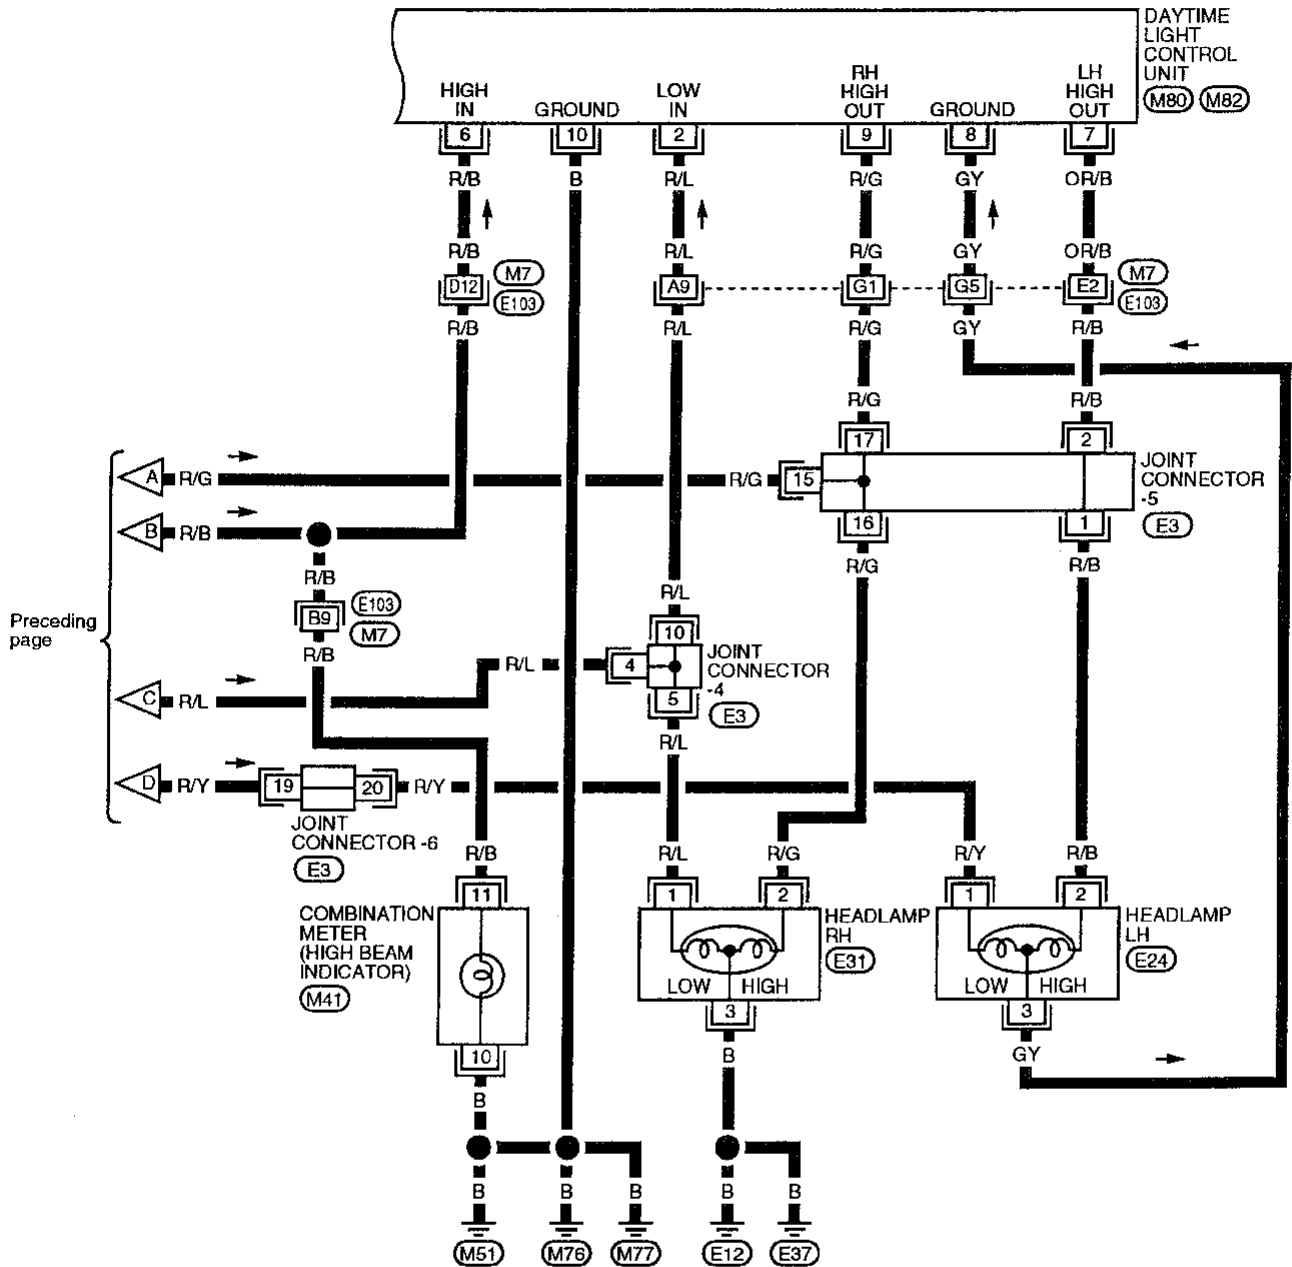 DAYTIME
LIGHT
CONTROL
UNIT
M80 M82
HIGH
IN
GROUND
LOW
IN
RH
HIGH
OUT
GROUND
LH
HIGH
OUT
6 10 2 9 8 7
R/B B R/L R/G GY OR/B
R/B R/L R/G GY OR/B
D12 M7 A9 G1 G5 E2 M7
E103 E103
R/B R/L R/G GY R/B
R/G R/B
17 2
A R/G R/G 15
JOINT
CONNECTOR
-5
E3
B R/B 16 1
R/B R/G R/B
R/L
B9 E103
M7
Preceding
page
R/B
10
R/L 4
JOINT
CONNECTOR
-4
E3
5
C R/L
R/L
D R/Y 19 20 R/Y
JOINT
CONNECTOR -6
E3
R/B R/L R/G R/Y R/B
11 1 2 1 2
COMBINATION
METER
(HIGH BEAM
INDICATOR)
M41
HEADLAMP
RH
E31
HEADLAMP
LH
E24
LOW HIGH LOW HIGH
3 3
10
B GY
B
B B B B B
M51 M76 M77 E12 E37